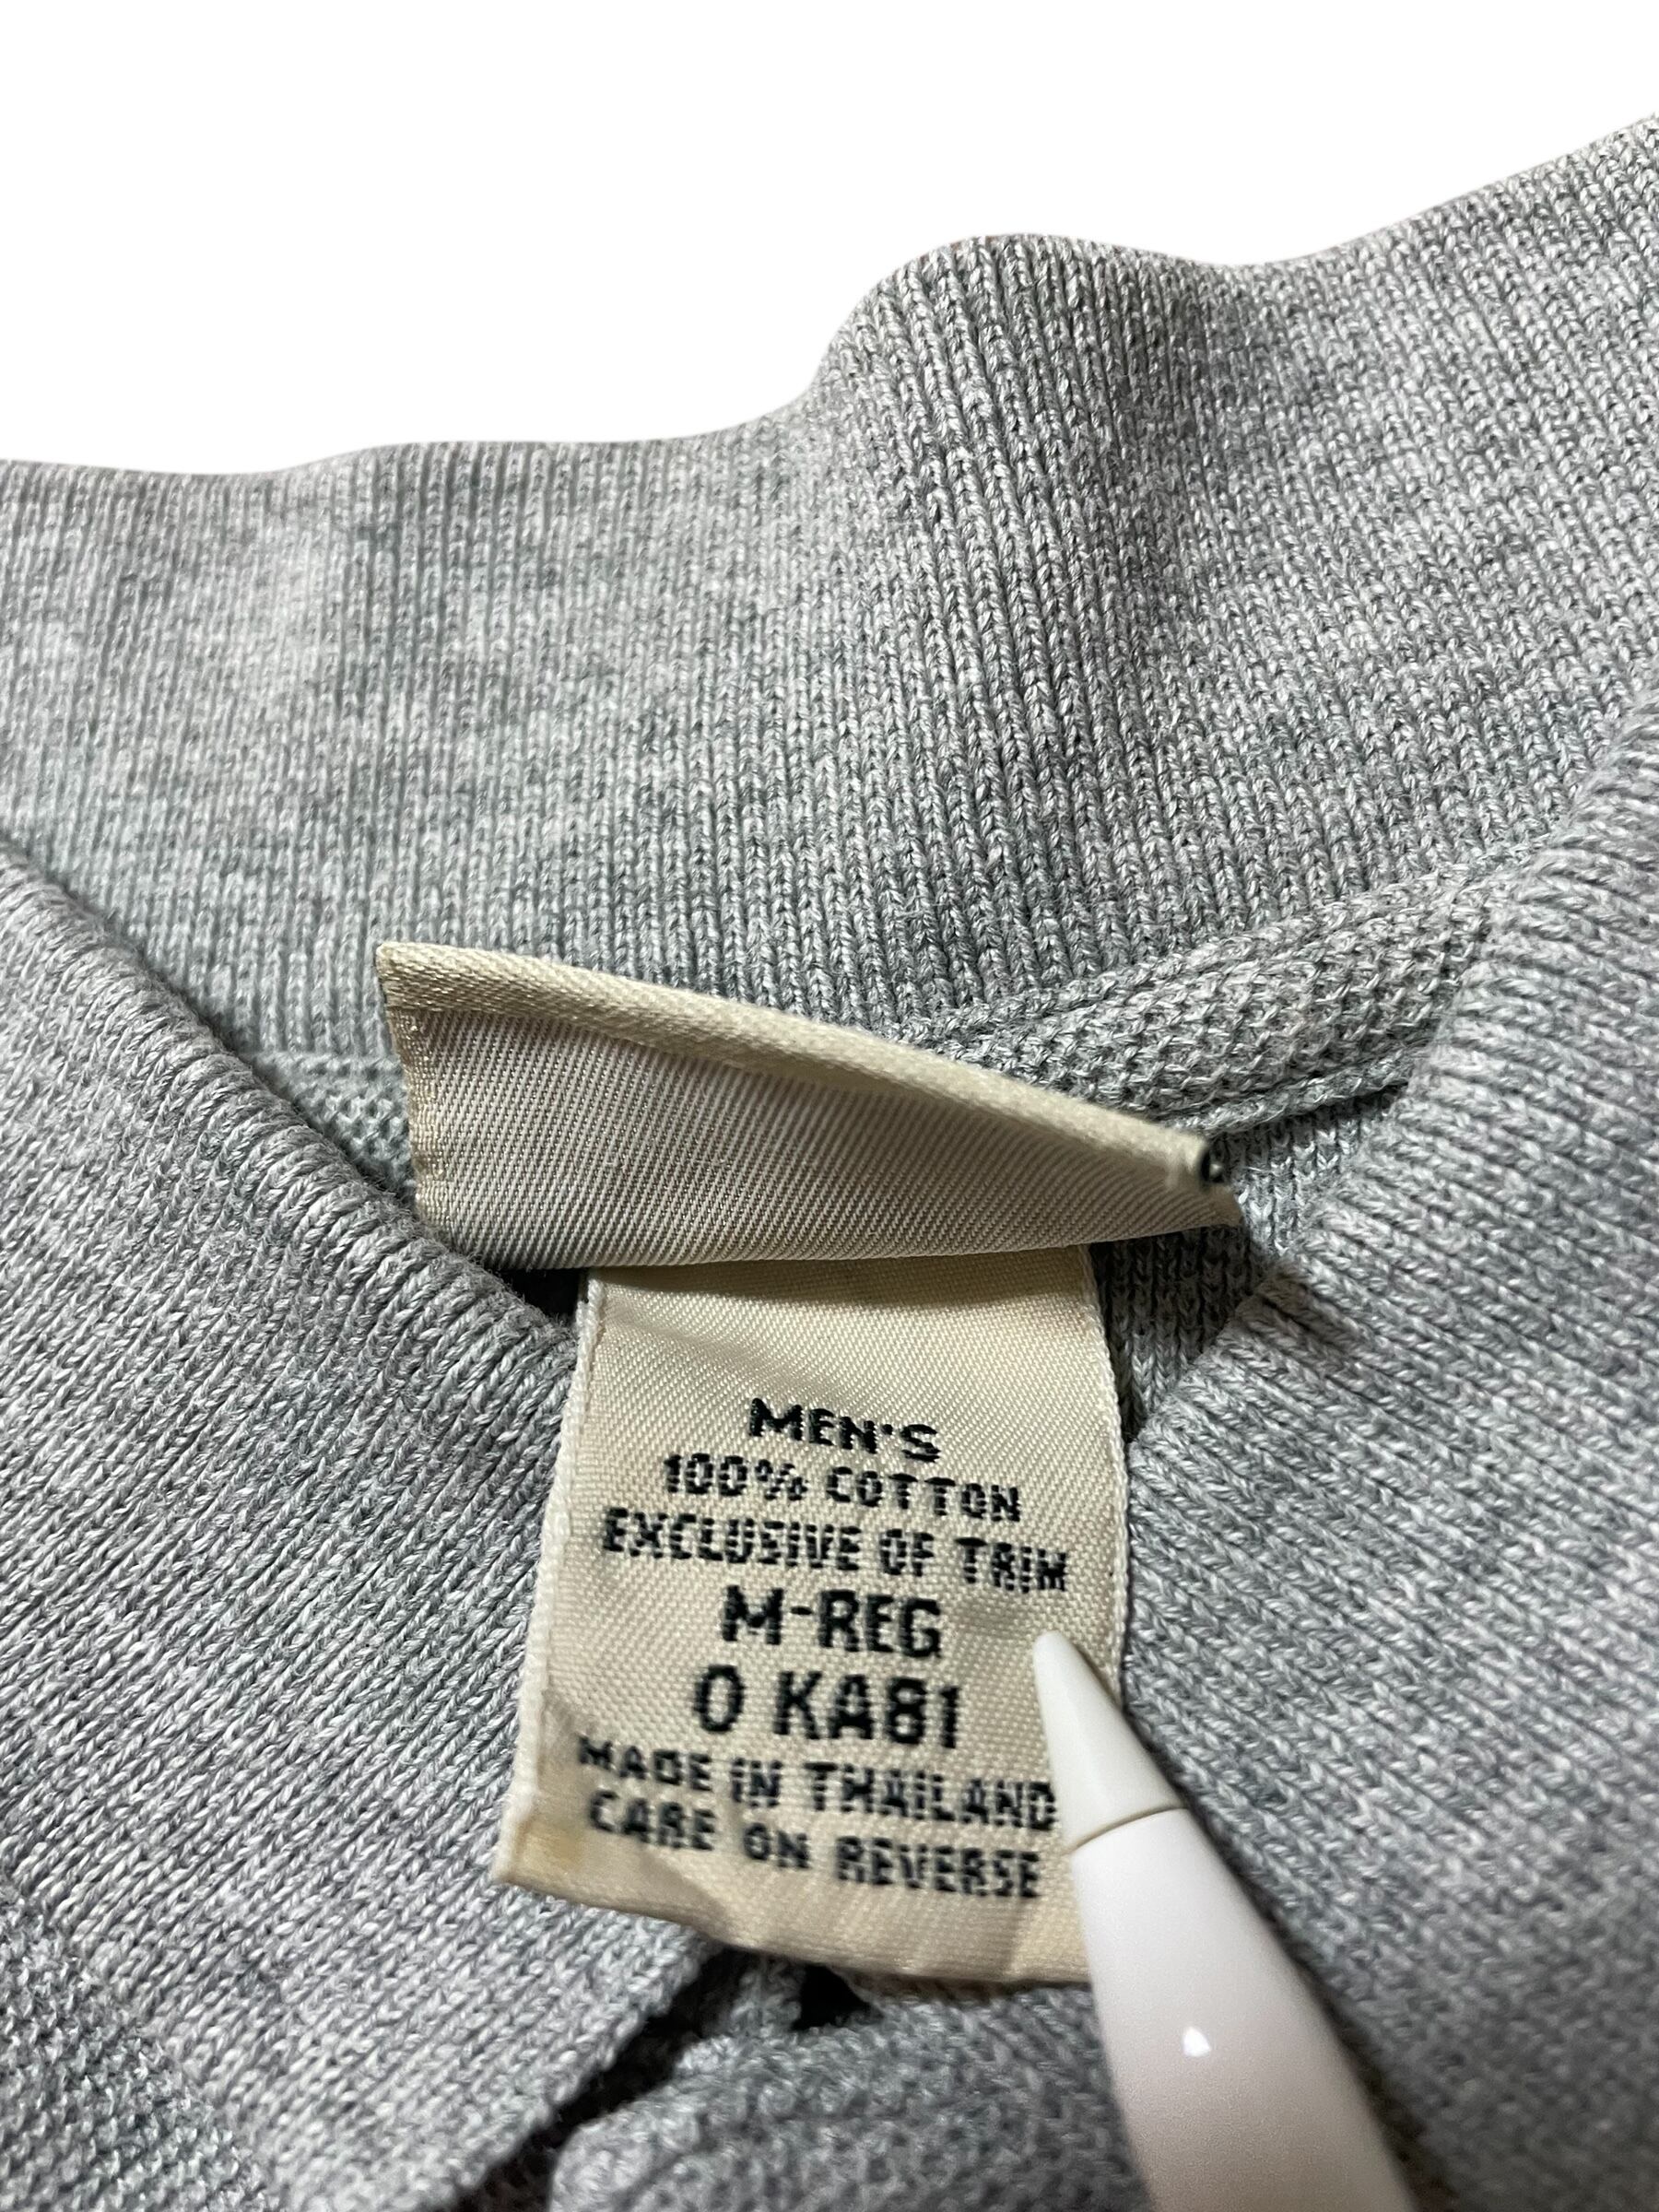 MEN'S
100% COTTON
EXCLUSIVE OF TRIM
M-REG
0 KA81
MADE IN THAILAND
CARE ON REVERSE